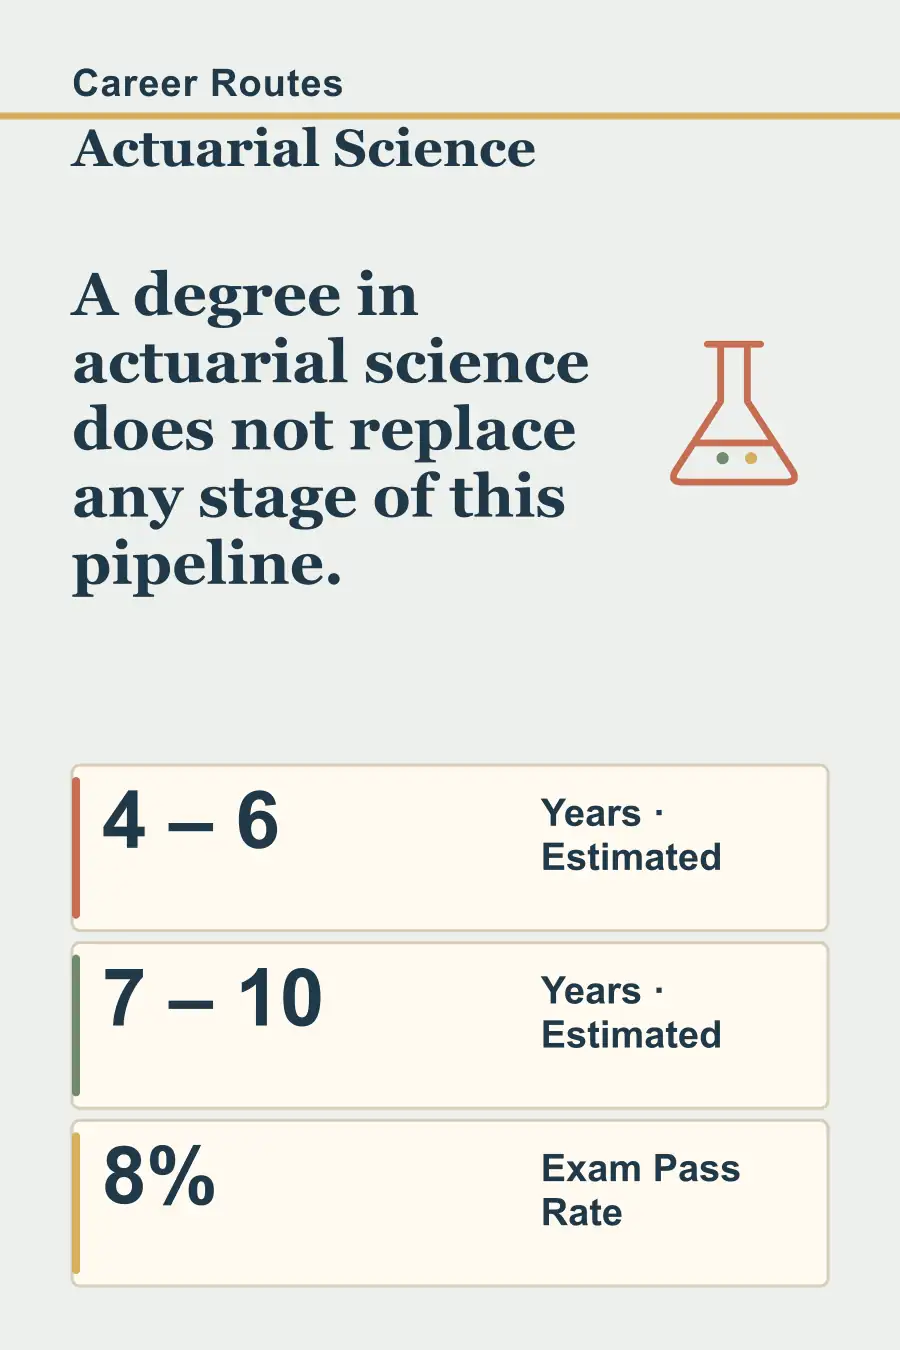 Career Routes
Actuarial Science
A degree in
actuarial science
does not replace
any stage of this
pipeline.
4 – 6
Years ·
Estimated
7 – 10
Years ·
Estimated
8%
Exam Pass
Rate